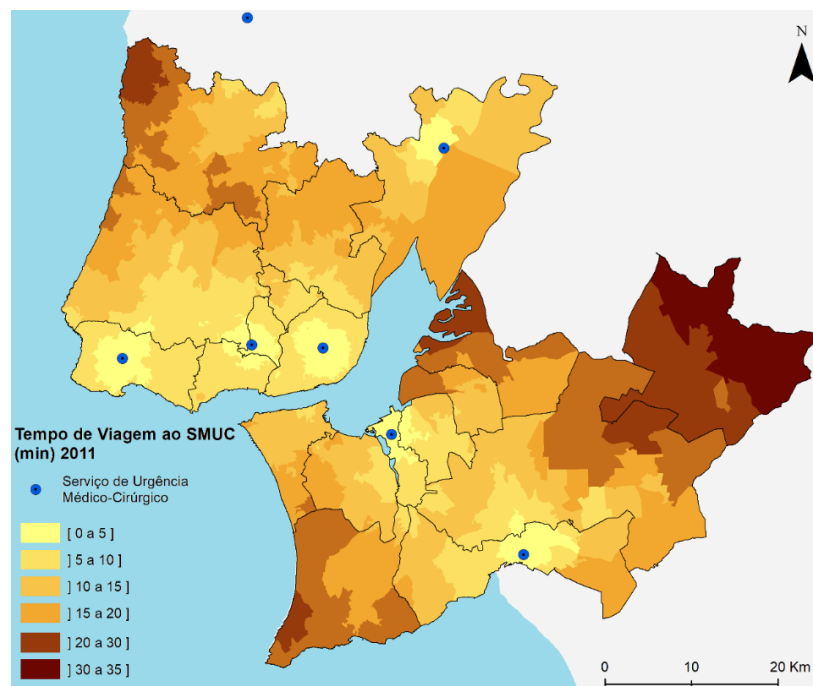 N
Tempo de Viagem ao SMUC
(min) 2011
Serviço de Urgência
Médico-Cirúrgico
[ 0 a 5 ]
] 5 a 10 ]
] 10 a 15 ]
] 15 a 20 ]
] 20 a 30 ]
] 30 a 35 ]
0 10 20 Km